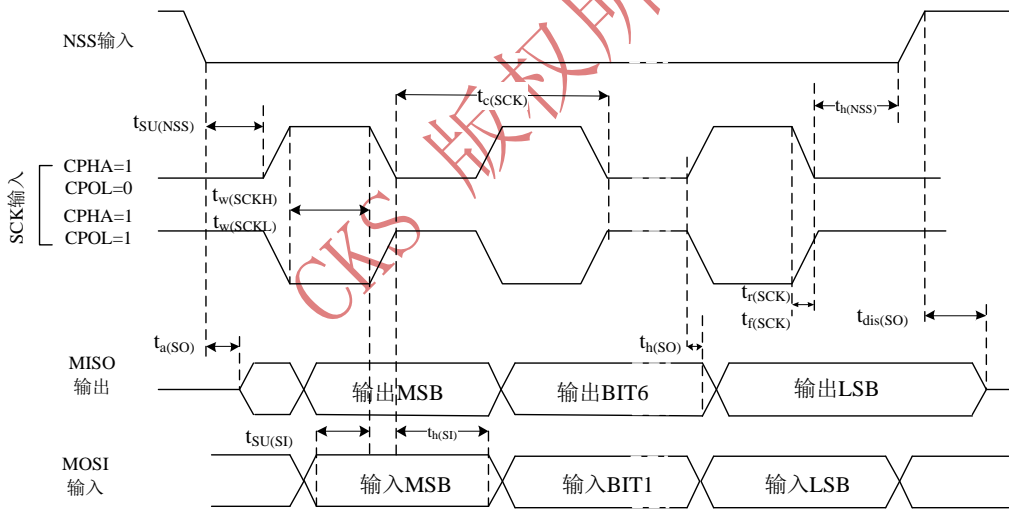 NSS输入
tc(SCK)
th(NSS)
tSU(NSS)
SCK输入
CPHA=1
CPOL=0
tw(SCKH)
CPHA=1
CPOL=1
tw(SCKL)
tr(SCK)
tf(SCK)
tdis(SO)
ta(SO)
th(SO)
MISO
输出
输出MSB
输出BIT6
输出LSB
tSU(SI)
th(SI)
MOSI
输入
输入MSB
输入BIT1
输入LSB
CKS 版权所